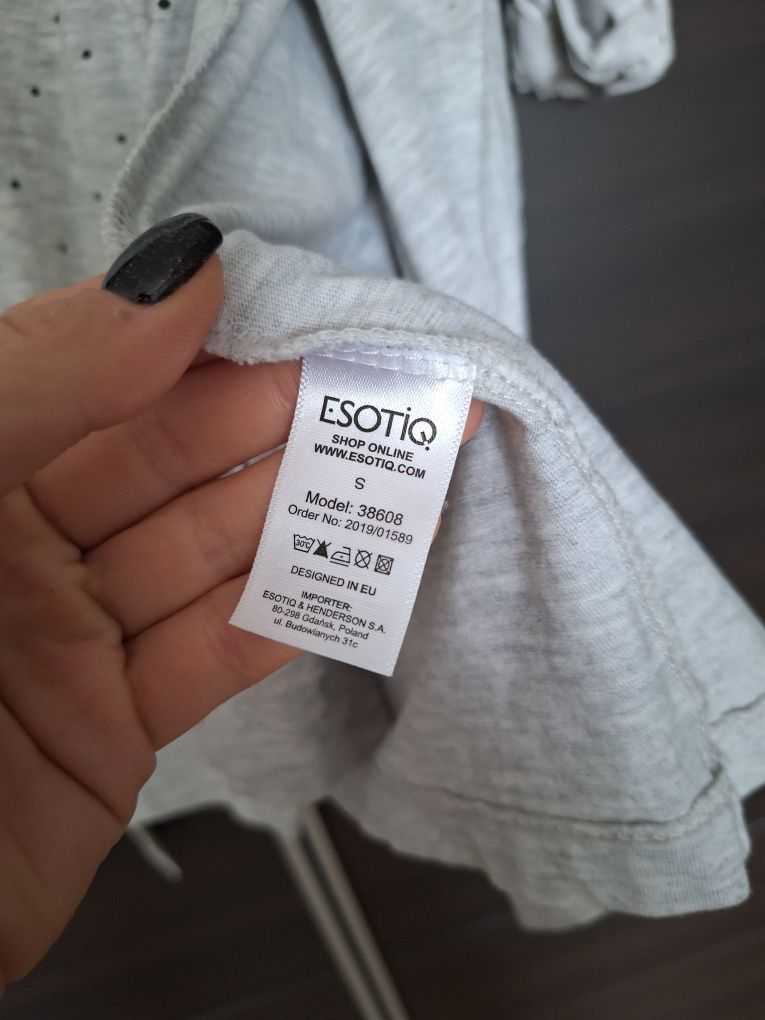 ESOTIQ
SHOP ONLINE
WWW.ESOTIQ.COM
S
Model: 38608
Order No: 2019/01589
30°C
DESIGNED IN EU
IMPORTER:
ESOTIQ & HENDERSON S.A.
80-298 Gdańsk, Poland
ul. Budowlanych 31c